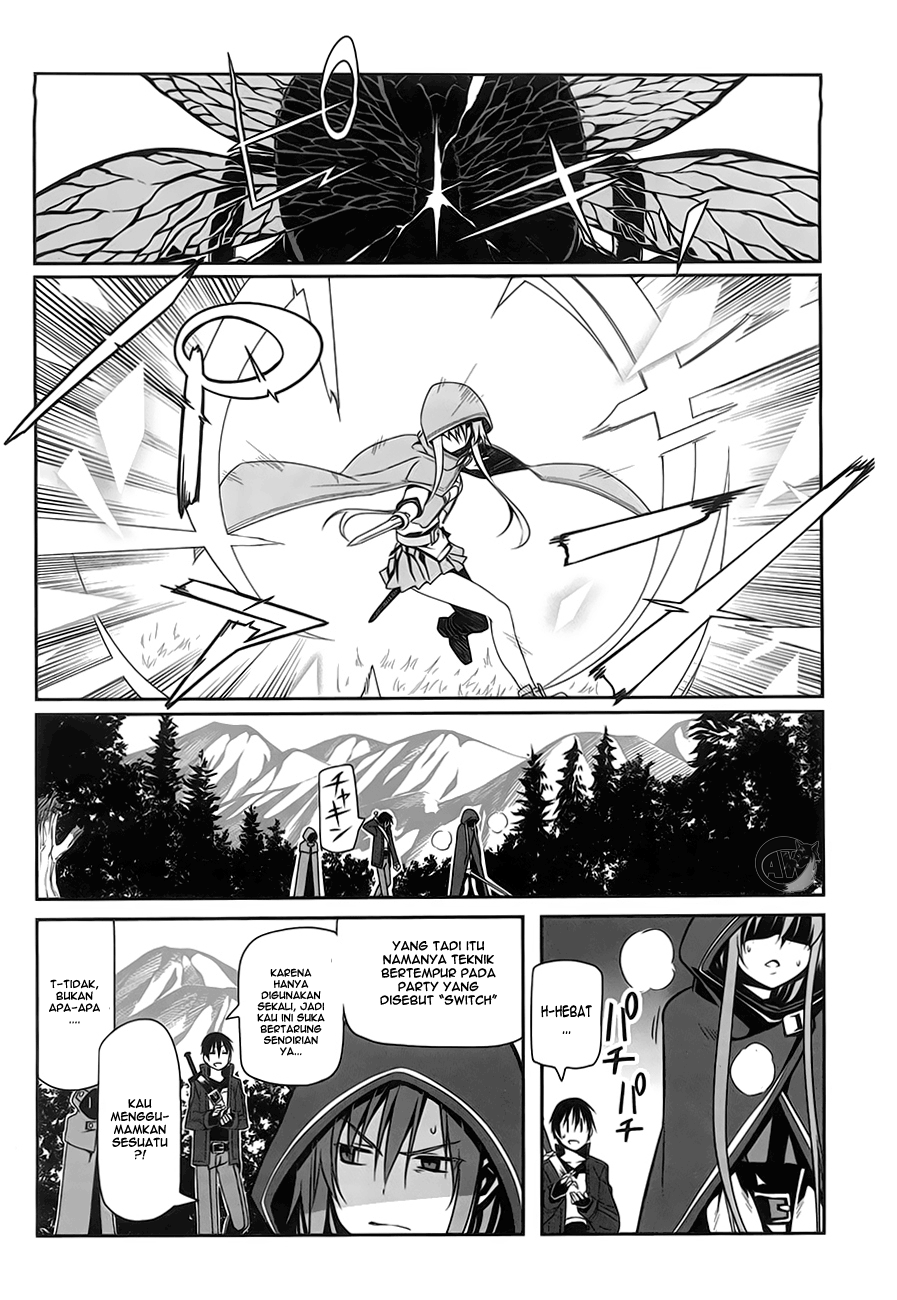 チャキン
H-HEBAT
...
パチ
パチ
YANG TADI ITU
NAMANYA TEKNIK
BERTEMPUR PADA
PARTY YANG
DISEBUT "SWITCH"
KARENA
HANYA
DIGUNAKAN
SEKALI, JADI
KAU INI SUKA
BERTARUNG
SENDIRIAN
YA...
T-TIDAK,
BUKAN
APA-APA
....
KAU
MENGGU-
MAMKAN
SESUATU
?!